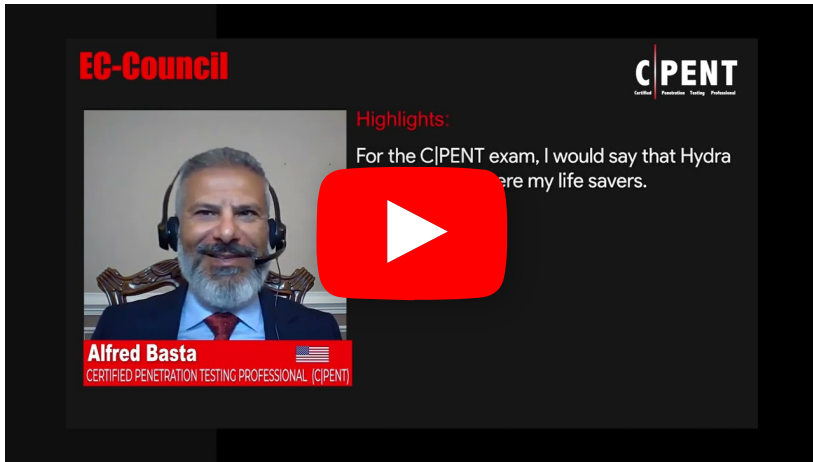 EC-Council
C|PENT
Certified Penetration Testing Professional
Highlights:
For the C|PENT exam, I would say that Hydra
ere my life savers.
Alfred Basta
CERTIFIED PENETRATION TESTING PROFESSIONAL (C|PENT)